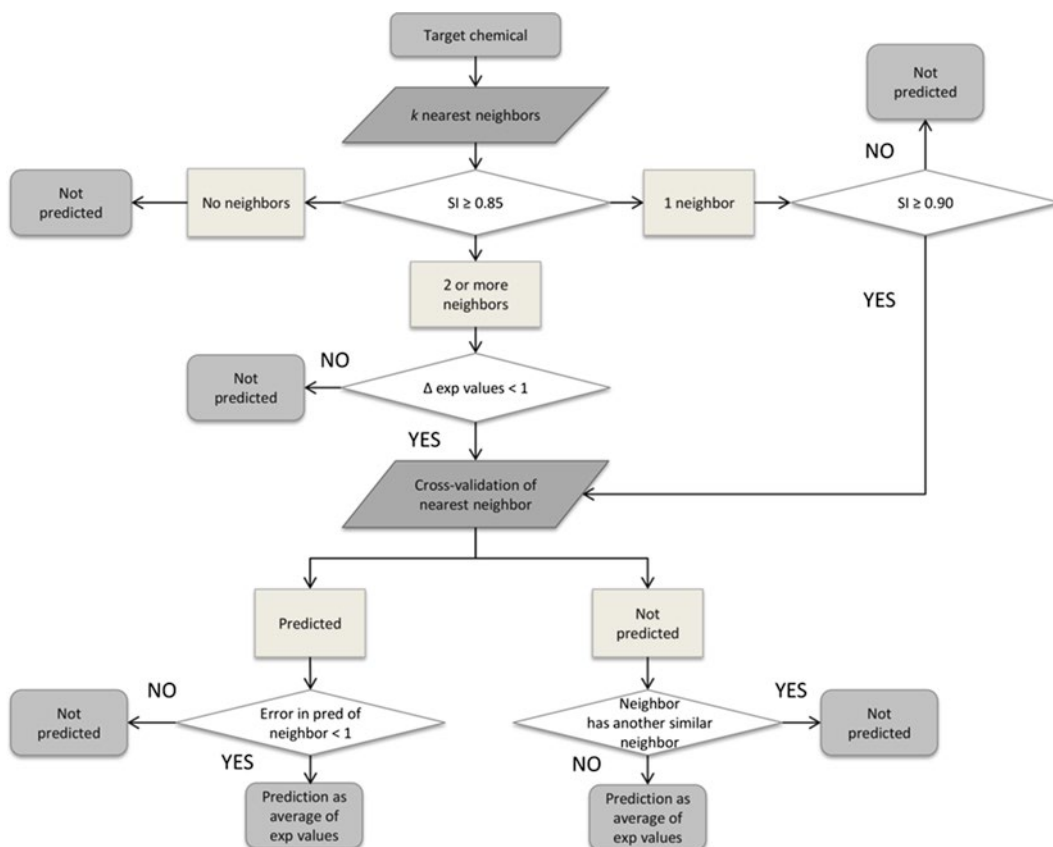 Target chemical
k nearest neighbors
Not
predicted
NO
Not
predicted
No neighbors
SI ≥ 0.85
1 neighbor
SI ≥ 0.90
2 or more
neighbors
YES
NO
Not
predicted
Δ exp values < 1
YES
Cross-validation of
nearest neighbor
Predicted
Not
predicted
NO
Not
predicted
Error in pred of
neighbor < 1
YES
Neighbor
has another similar
neighbor
YES
Not
predicted
NO
Prediction as
average of
exp values
Prediction as
average of
exp values